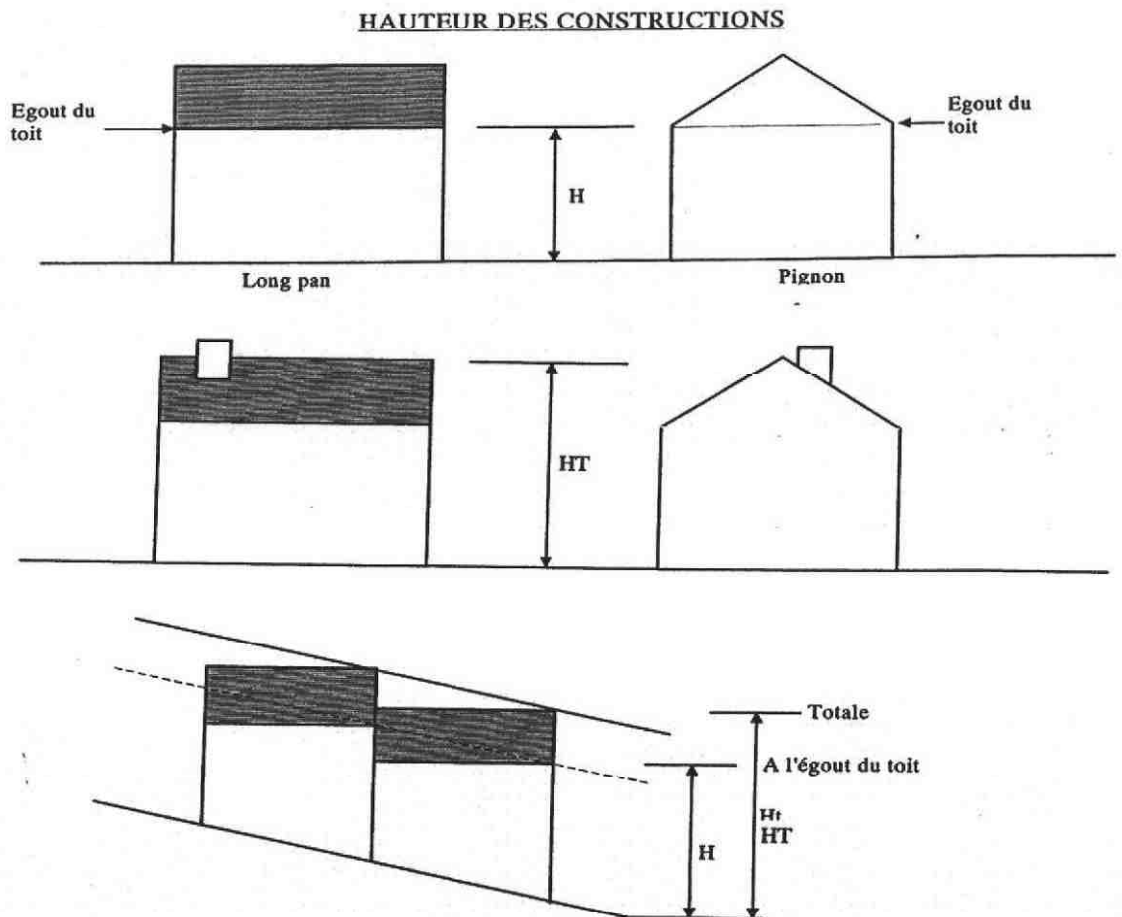 HAUTEUR DES CONSTRUCTIONS
Egout du
toit
H
Egout du
toit
Long pan
Pignon
HT
Totale
A l'égout du toit
Ht
HT
H